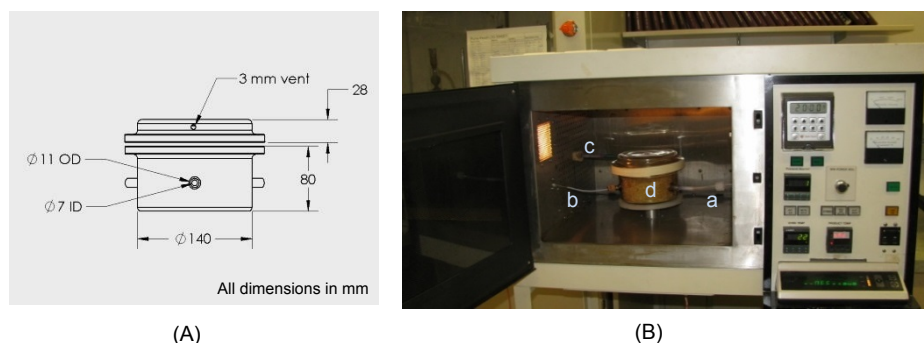 3 mm vent
28
Ø11 OD
Ø7 ID
80
Ø140
All dimensions in mm
c
b
d
a
(A)
(B)